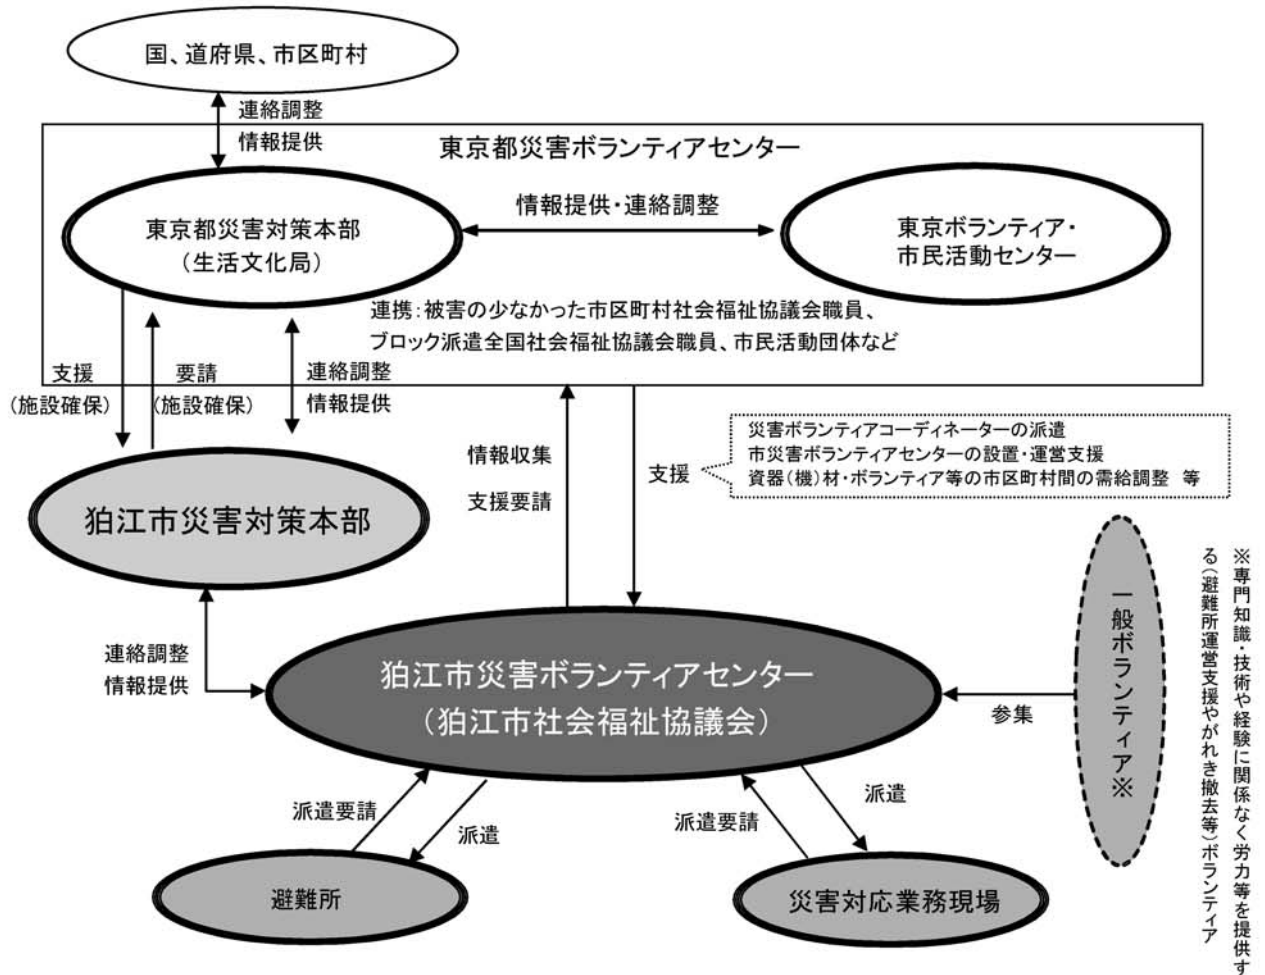 国、道府県、市区町村
連絡調整
情報提供
東京都災害ボランティアセンター
東京都災害対策本部
（生活文化局）
情報提供・連絡調整
東京ボランティア・
市民活動センター
連携：被害の少なかった市区町村社会福祉協議会職員、
ブロック派遣全国社会福祉協議会職員、市民活動団体など
支援
（施設確保）
要請
（施設確保）
連絡調整
情報提供
狛江市災害対策本部
情報収集
支援要請
支援
災害ボランティアコーディネーターの派遣
市災害ボランティアセンターの設置・運営支援
資器（機）材・ボランティア等の市区町村間の需給調整 等
連絡調整
情報提供
狛江市災害ボランティアセンター
（狛江市社会福祉協議会）
参集
一般ボランティア※
※専門知識・技術や経験に関係なく労力等を提供す
る（避難所運営支援やがれき撤去等）ボランティア
派遣要請
派遣
派遣要請
派遣
避難所
災害対応業務現場